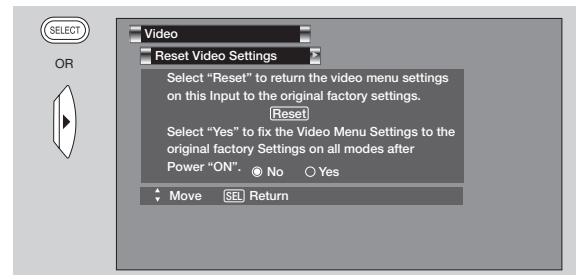 SELECT
OR
Video
Reset Video Settings
Select “Reset” to return the video menu settings
on this Input to the original factory settings.
Reset
Select “Yes” to fix the Video Menu Settings to the
original factory Settings on all modes after
Power “ON”. No Yes
Move SEL Return